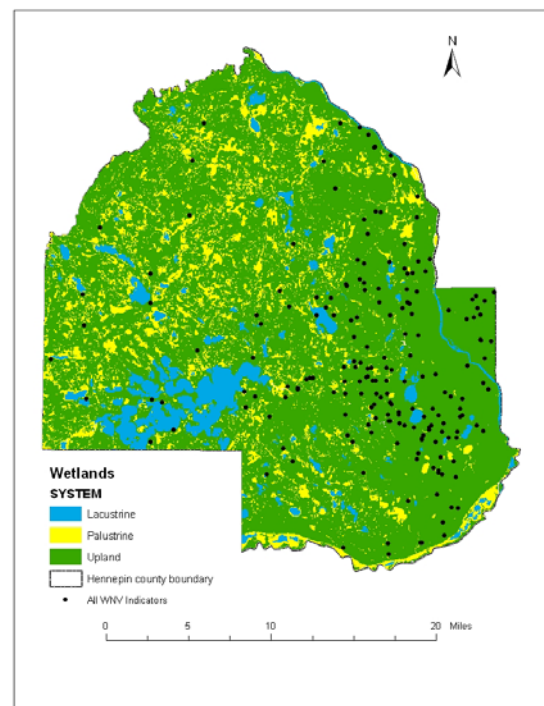 N
Wetlands
SYSTEM
Lacustrine
Palustrine
Upland
Hennepin county boundary
All WNV Indicators
0 5 10 20 Miles